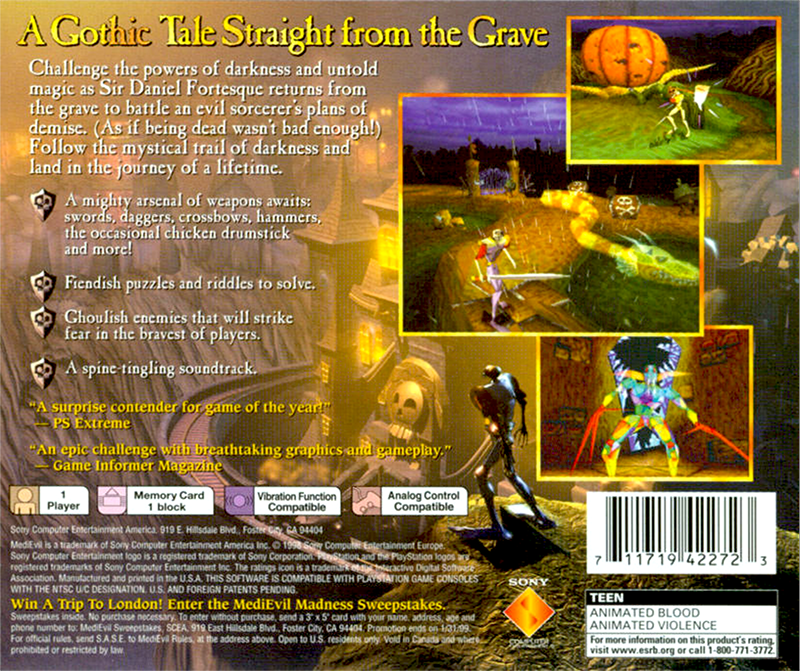 A Gothic Tale Straight from the Grave
Challenge the powers of darkness and untold
magic as Sir Daniel Fortesque returns from
the grave to battle an evil sorcerer's plans of
demise. (As if being dead wasn't bad enough!)
Follow the mystical trail of darkness and
land in the journey of a lifetime.
A mighty arsenal of weapons awaits:
swords, daggers, crossbows, hammers,
the occasional chicken drumstick
and more!
Fiendish puzzles and riddles to solve.
Ghoulish enemies that will strike
fear in the bravest of players.
A spine-tingling soundtrack.
"A surprise contender for game of the year!"
— PS Extreme
"An epic challenge with breathtaking graphics and gameplay."
— Game Informer Magazine
1
Player
Memory Card
1 block
Vibration Function
Compatible
Analog Control
Compatible
Sony Computer Entertainment America, 919 E. Hillsdale Blvd., Foster City, CA 94404
MediEvil is a trademark of Sony Computer Entertainment America Inc. © 1998 Sony Computer Entertainment Europe.
Sony Computer Entertainment logo is a registered trademark of Sony Corporation. PlayStation and the PlayStation logos are
registered trademarks of Sony Computer Entertainment Inc. The ratings icon is a trademark of the Interactive Digital Software
Association. Manufactured and printed in the U.S.A. THIS SOFTWARE IS COMPATIBLE WITH PLAYSTATION GAME CONSOLES
WITH THE NTSC U/C DESIGNATION. U.S. AND FOREIGN PATENTS PENDING.
Win A Trip To London! Enter the MediEvil Madness Sweepstakes.
Sweepstakes inside. No purchase necessary. To enter without purchase, send a 3" x 5" card with your name, address, age and
phone number to: MediEvil Sweepstakes, SCEA, 919 East Hillsdale Blvd., Foster City, CA 94404. Promotion ends on 1/31/99.
For official rules, send S.A.S.E. to MediEvil Rules, at the address above. Open to U.S. residents only. Void in Canada and where
prohibited or restricted by law.
SONY
COMPUTER
7 11719 42272 3
TEEN
ANIMATED BLOOD
ANIMATED VIOLENCE
For more information on this product's rating,
visit www.esrb.org or call 1-800-771-3772.